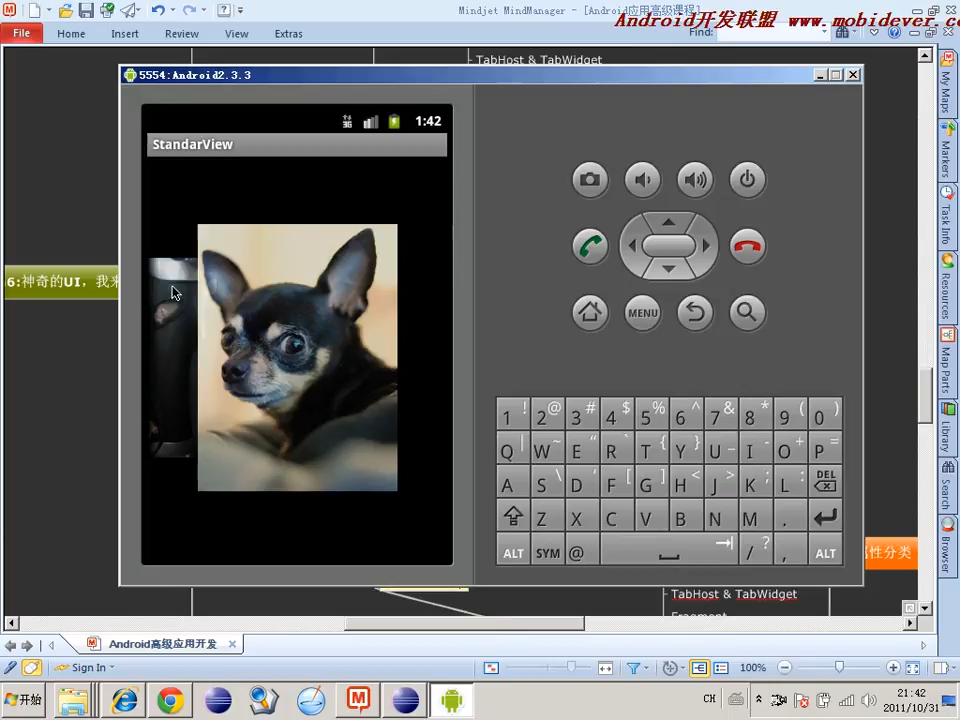 Mindjet MindManager - [Android应用高级课程]
Android开发联盟 www.mobidever.co
File Home Insert Review View Extras Find:
TabHost & TabWidget
5554:Android2.3.3
3G 1:42
StandarView
6:神奇的UI，我来
MENU
1 ! 2 @ 3 # 4 $ 5 % 6 ^ 7 & 8 * 9 ( 0 )
Q W E “ R ` T { Y } U _ I - O + P =
A S ` D ' F [ G ] H < J > K ; L : DEL
Z X C V B N M .
ALT SYM @ / ? , ALT
属性分类
TabHost & TabWidget
Fragment
My Maps
Markers
Task Info
Resources
Map Parts
Library
Search
Browser
Android高级应用开发
Sign In 100%
开始 CH 21:42
2011/10/31